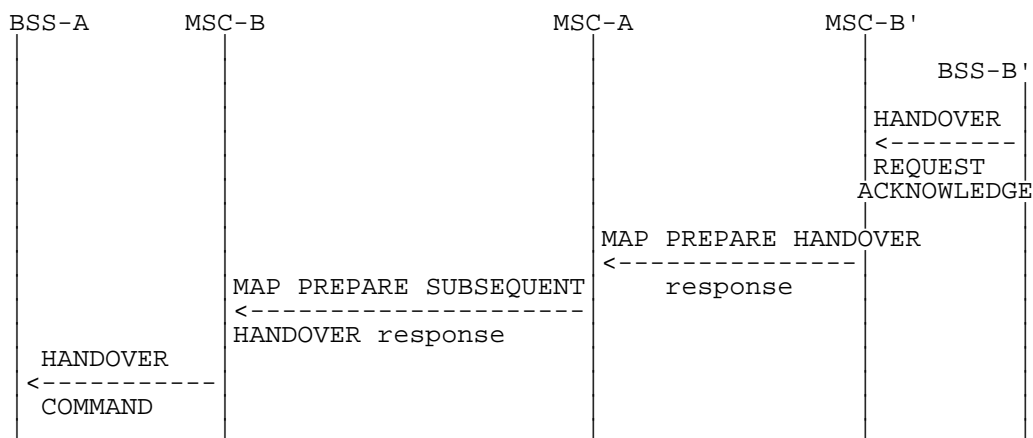 BSS-A MSC-B MSC-A MSC-B'
BSS-B'
HANDOVER
<--------
REQUEST
ACKNOWLEDGE
MAP PREPARE HANDOVER
<---------------
MAP PREPARE SUBSEQUENT response
<---------------------
HANDOVER response
HANDOVER
<-----------
COMMAND